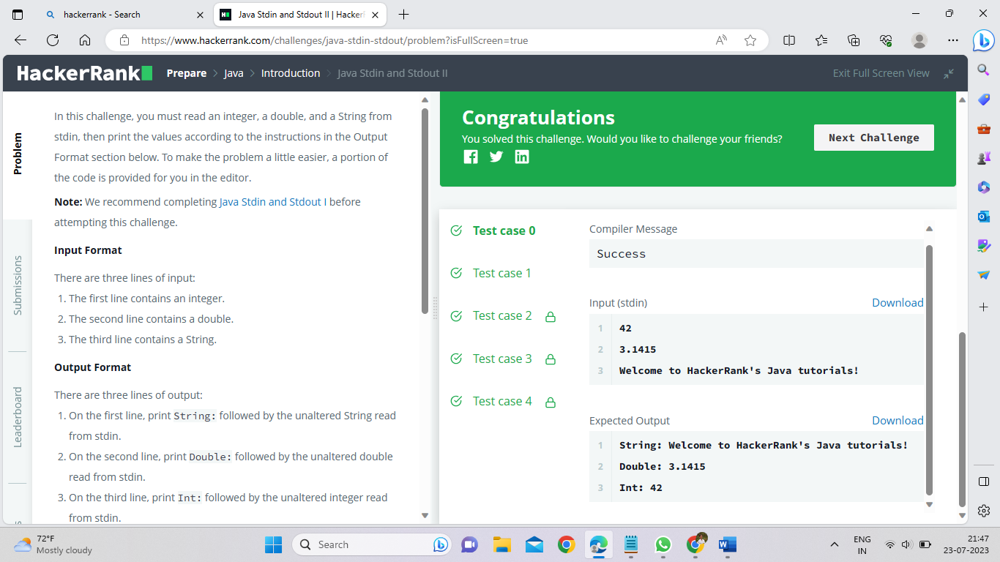 hackerrank - Search
Java Stdin and Stdout II | Hacker
https://www.hackerrank.com/challenges/java-stdin-stdout/problem?isFullScreen=true
HackerRank
Prepare > Java > Introduction > Java Stdin and Stdout II
Exit Full Screen View
Problem
Submissions
Leaderboard
In this challenge, you must read an integer, a double, and a String from
stdin, then print the values according to the instructions in the Output
Format section below. To make the problem a little easier, a portion of
the code is provided for you in the editor.
Note: We recommend completing Java Stdin and Stdout I before
attempting this challenge.
Input Format
There are three lines of input:
1. The first line contains an integer.
2. The second line contains a double.
3. The third line contains a String.
Output Format
There are three lines of output:
1. On the first line, print String: followed by the unaltered String read
from stdin.
2. On the second line, print Double: followed by the unaltered double
read from stdin.
3. On the third line, print Int: followed by the unaltered integer read
from stdin.
Congratulations
You solved this challenge. Would you like to challenge your friends?
Next Challenge
Test case 0
Test case 1
Test case 2
Test case 3
Test case 4
Compiler Message
Success
Input (stdin)
Download
1 42
2 3.1415
3 Welcome to HackerRank's Java tutorials!
Expected Output
Download
1 String: Welcome to HackerRank's Java tutorials!
2 Double: 3.1415
3 Int: 42
72°F
Mostly cloudy
Search
ENG
IN
21:47
23-07-2023